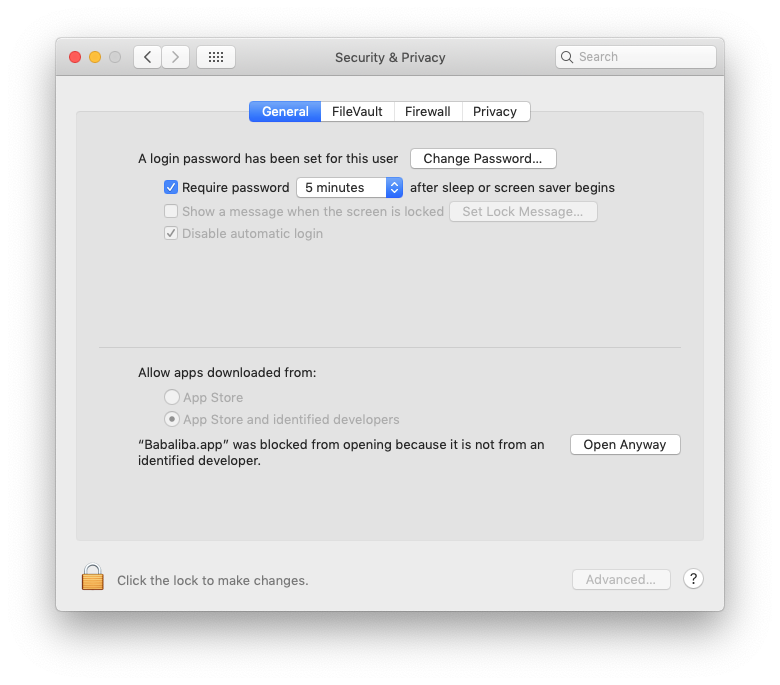 Security & Privacy
Search
General
FileVault
Firewall
Privacy
A login password has been set for this user
Change Password...
Require password
5 minutes
after sleep or screen saver begins
Show a message when the screen is locked
Set Lock Message...
Disable automatic login
Allow apps downloaded from:
App Store
App Store and identified developers
“Babaliba.app” was blocked from opening because it is not from an
identified developer.
Open Anyway
Click the lock to make changes.
Advanced...
?